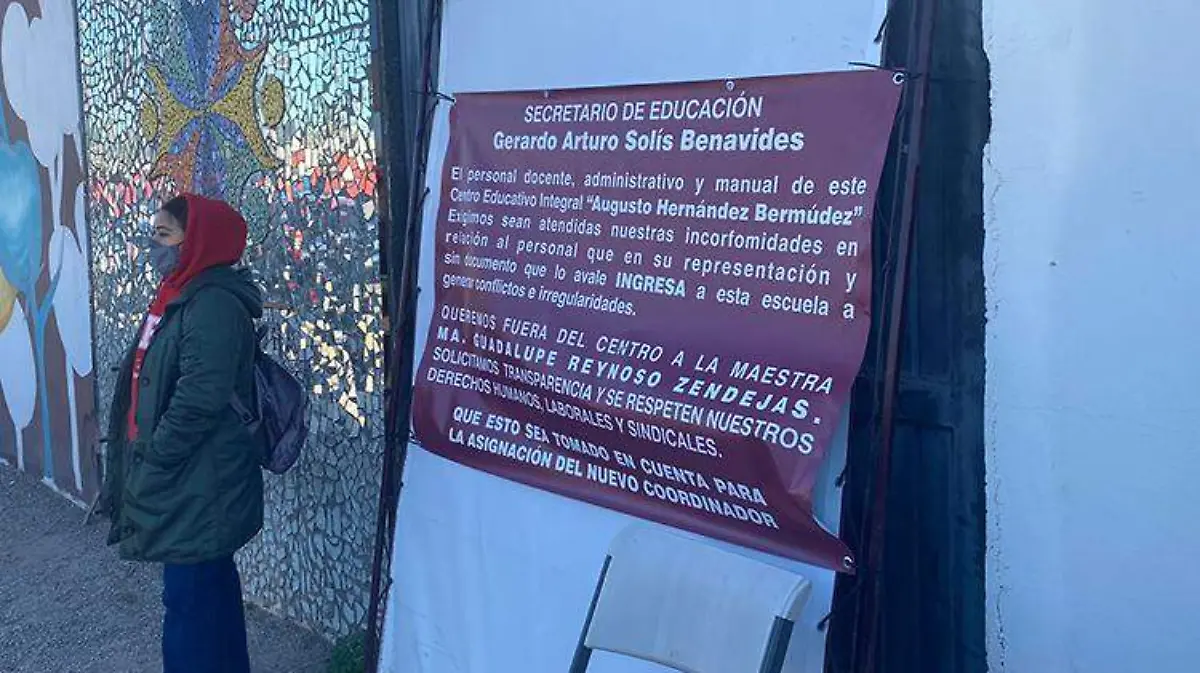 SECRETARIO DE EDUCACIÓN
Gerardo Arturo Solís Benavides
El personal docente, administrativo y manual de este
Centro Educativo Integral "Augusto Hernández Bermúdez"
Exigimos sean atendidas nuestras incorfomidades en
relación al personal que en su representación y
sin documento que lo avale INGRESA a esta escuela a
generar conflictos e irregularidades.
QUEREMOS FUERA DEL CENTRO A LA MAESTRA
MA. GUADALUPE REYNOSO ZENDEJAS.
SOLICITAMOS TRANSPARENCIA Y SE RESPETEN NUESTROS
DERECHOS HUMANOS, LABORALES Y SINDICALES.
QUE ESTO SEA TOMADO EN CUENTA PARA
LA ASIGNACIÓN DEL NUEVO COORDINADOR